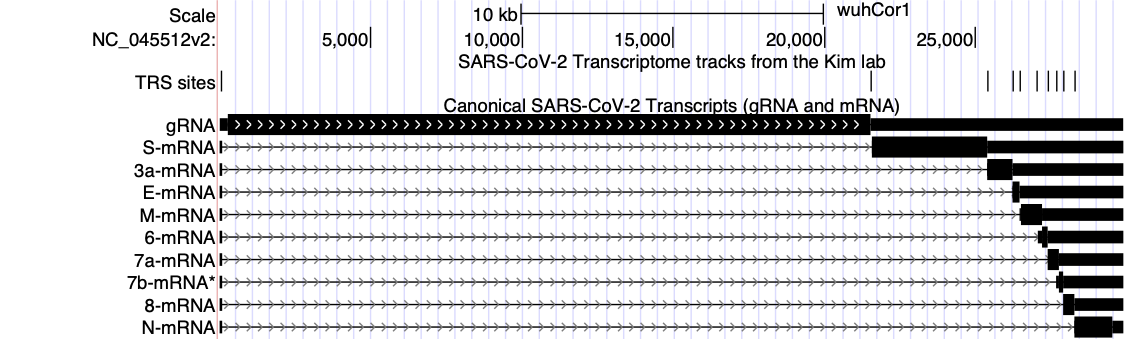 Scale 10 kb wuhCor1
NC_045512v2: 5,000 10,000 15,000 20,000 25,000
SARS-CoV-2 Transcriptome tracks from the Kim lab
TRS sites
Canonical SARS-CoV-2 Transcripts (gRNA and mRNA)
gRNA
S-mRNA
3a-mRNA
E-mRNA
M-mRNA
6-mRNA
7a-mRNA
7b-mRNA*
8-mRNA
N-mRNA